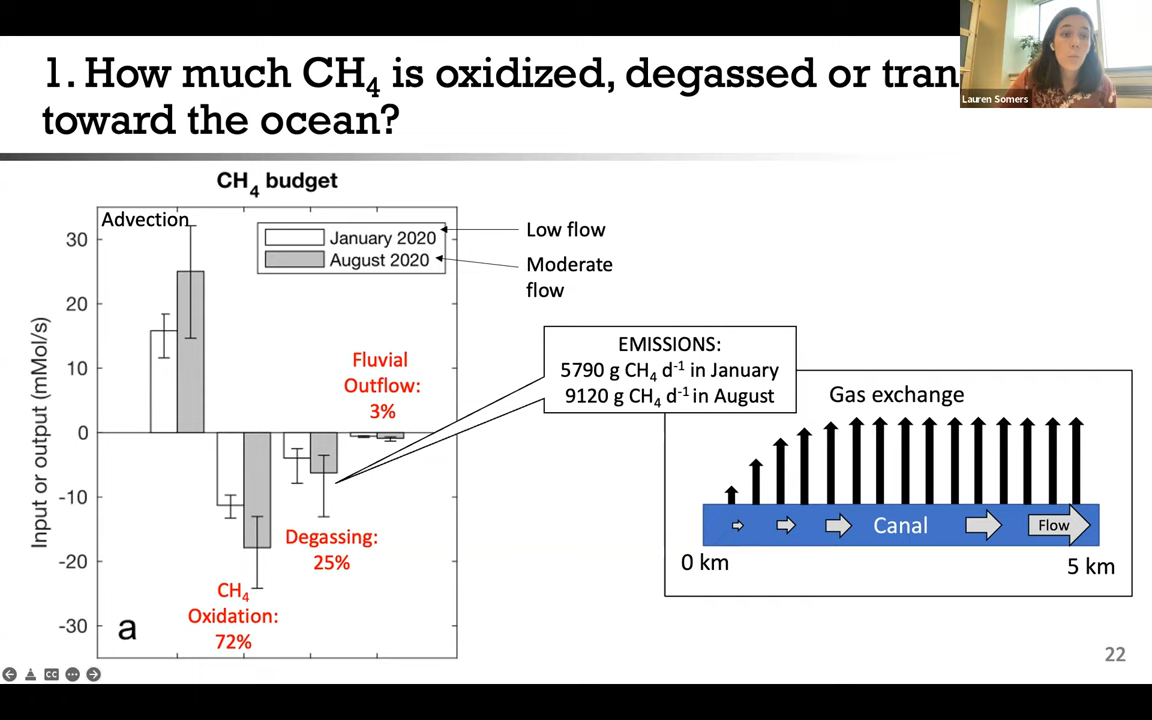 1. How much CH4 is oxidized, degassed or tran
toward the ocean?
Lauren Somers
CH4 budget
Advection
January 2020
August 2020
Low flow
Moderate
flow
30
20
10
0
-10
-20
-30
Input or output (mMol/s)
Fluvial
Outflow:
3%
Degassing:
25%
CH4
Oxidation:
72%
a
EMISSIONS:
5790 g CH4 d-1 in January
9120 g CH4 d-1 in August
Gas exchange
Canal
Flow
0 km
5 km
22
CC